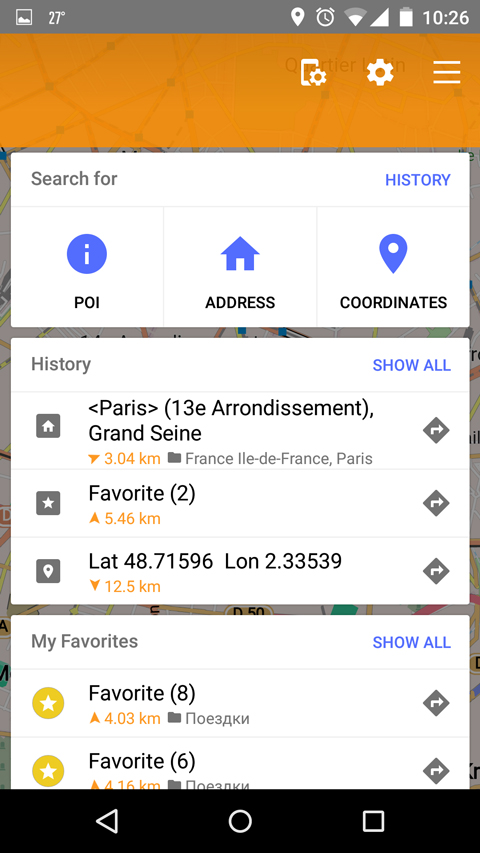 27°
10:26
Search for
HISTORY
POI
ADDRESS
COORDINATES
History
SHOW ALL
<Paris> (13e Arrondissement),
Grand Seine
3.04 km France Ile-de-France, Paris
Favorite (2)
5.46 km
Lat 48.71596 Lon 2.33539
12.5 km
D 50
My Favorites
SHOW ALL
Favorite (8)
4.03 km Поездки
Favorite (6)
4.16 km Поездки